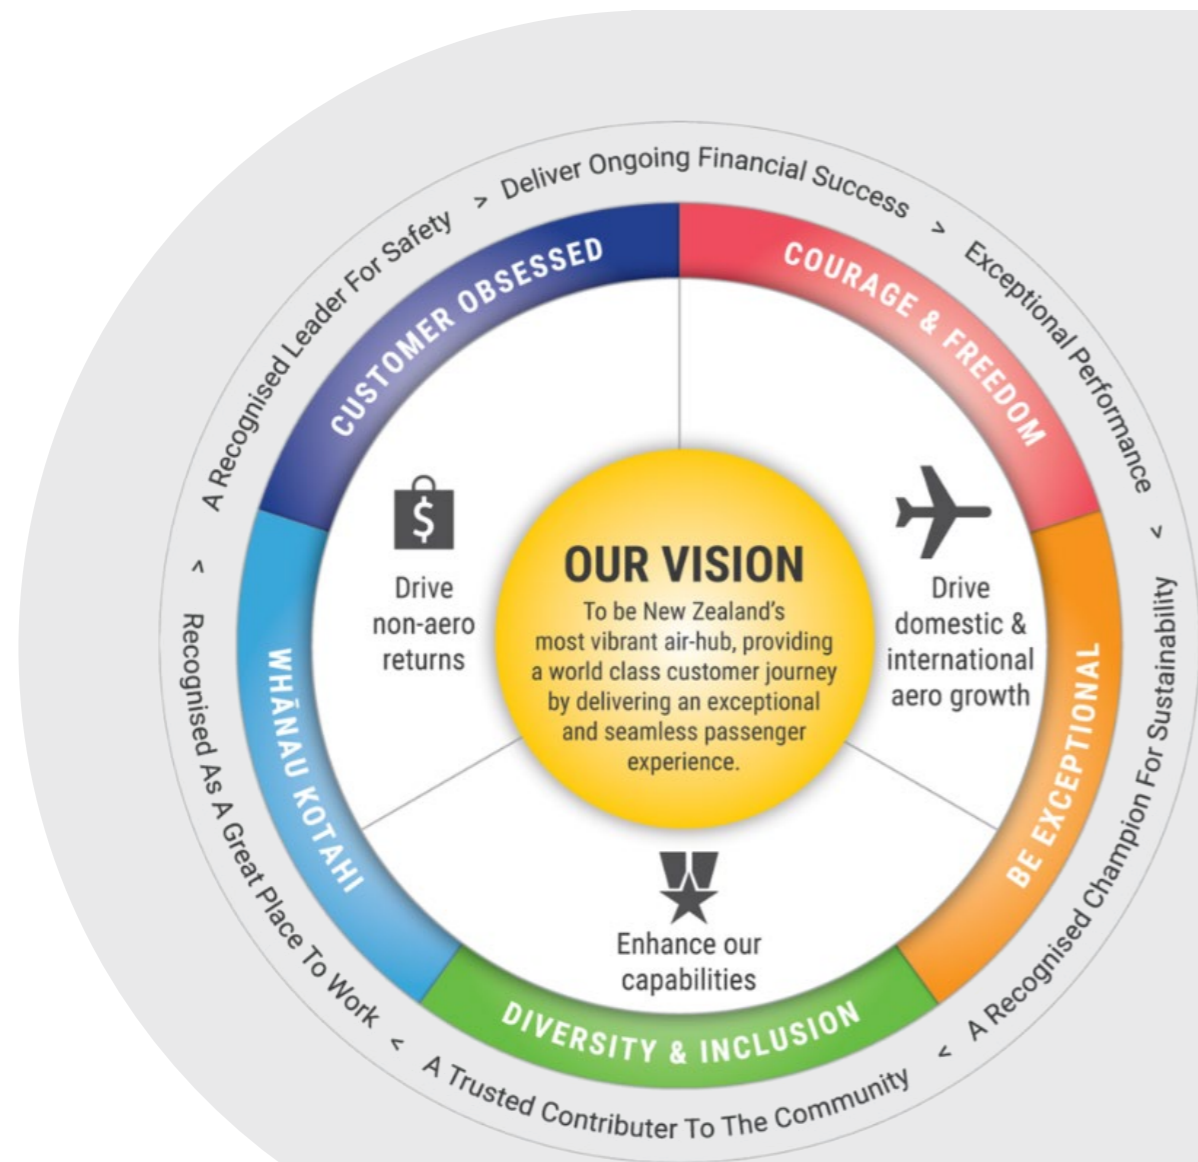 Deliver Ongoing Financial Success
>
Exceptional Performance
>
A Recognised Champion For Sustainability
>
A Trusted Contributer To The Community
>
Recognised As A Great Place To Work
>
A Recognised Leader For Safety
>
CUSTOMER OBSESSED
COURAGE & FREEDOM
BE EXCEPTIONAL
DIVERSITY & INCLUSION
WHĀNAU KOTAHI
$
Drive
non-aero
returns
OUR VISION
To be New Zealand's
most vibrant air-hub, providing
a world class customer journey
by delivering an exceptional
and seamless passenger
experience.
Drive
domestic &
international
aero growth
Enhance our
capabilities